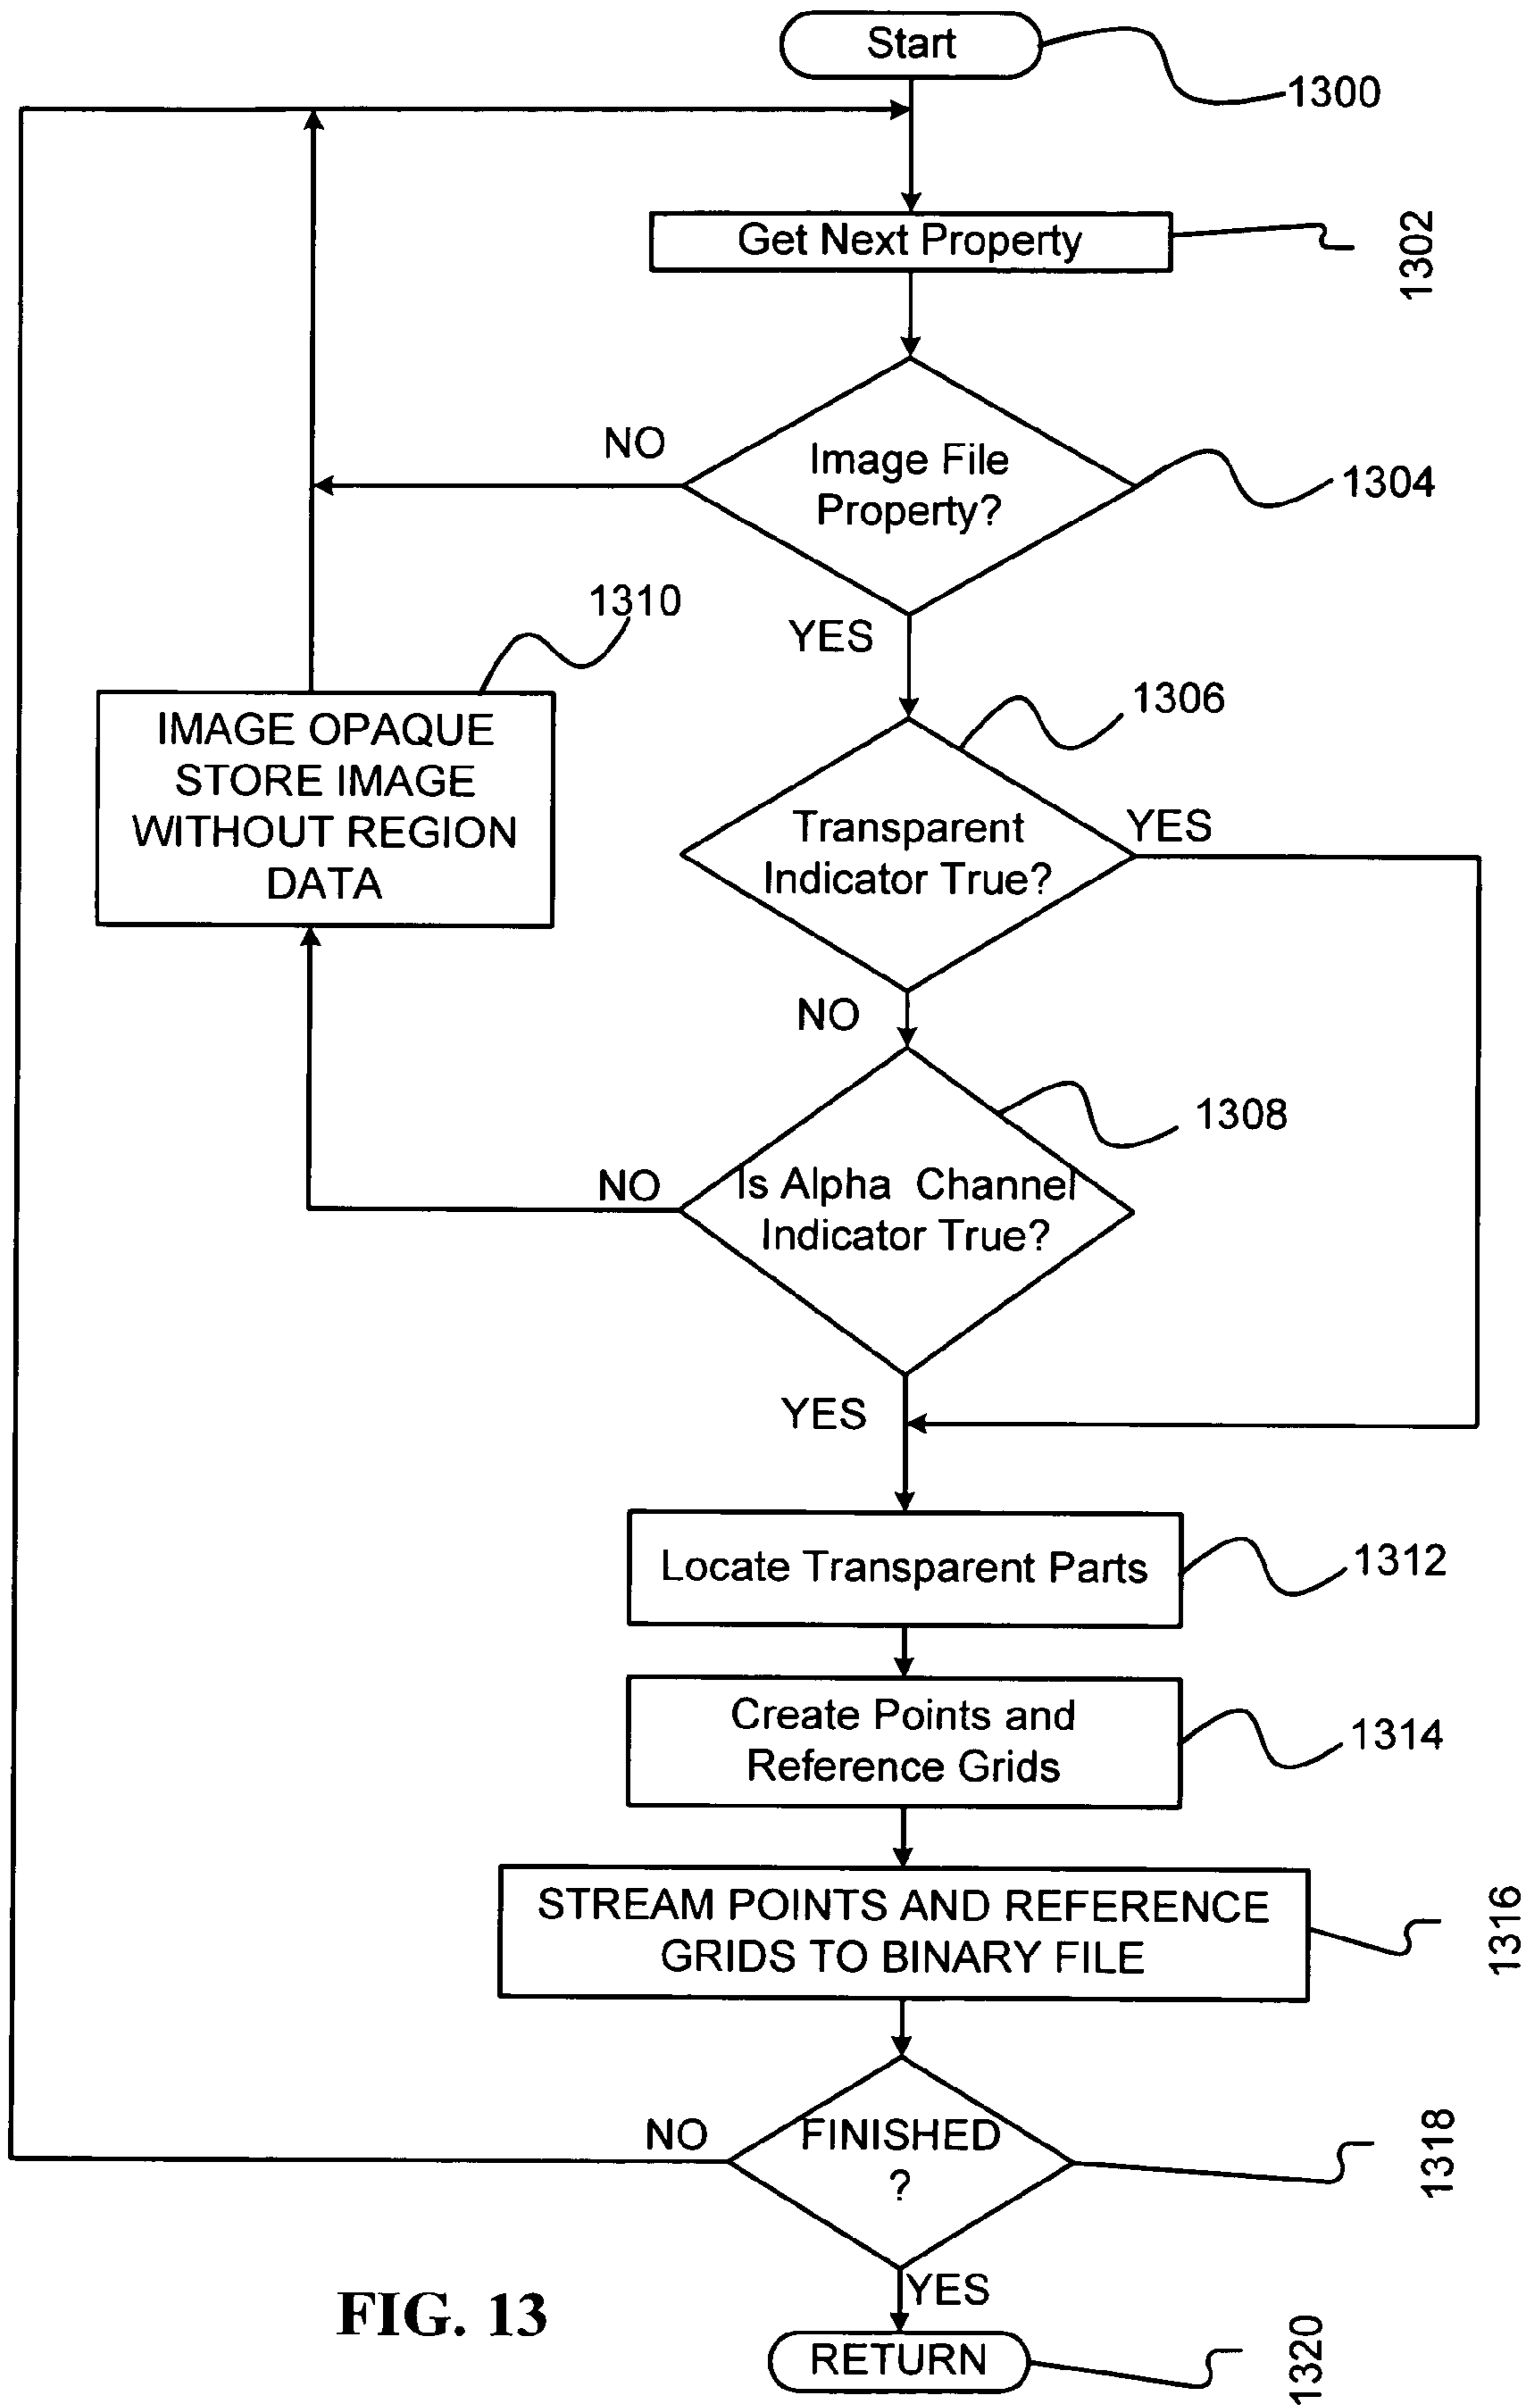 Start
1300
Get Next Property
1302
NO
Image File
Property?
1304
YES
1310
IMAGE OPAQUE
STORE IMAGE
WITHOUT REGION
DATA
1306
Transparent
Indicator True?
YES
NO
1308
NO
Is Alpha Channel
Indicator True?
YES
Locate Transparent Parts
1312
Create Points and
Reference Grids
1314
STREAM POINTS AND REFERENCE
GRIDS TO BINARY FILE
1316
NO
FINISHED
?
1318
YES
FIG. 13
RETURN
1320